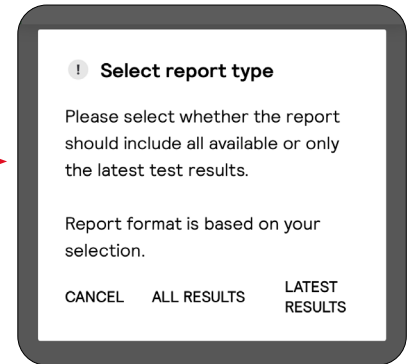 ! Select report type
Please select whether the report
should include all available or only
the latest test results.
Report format is based on your
selection.
CANCEL ALL RESULTS LATEST
RESULTS